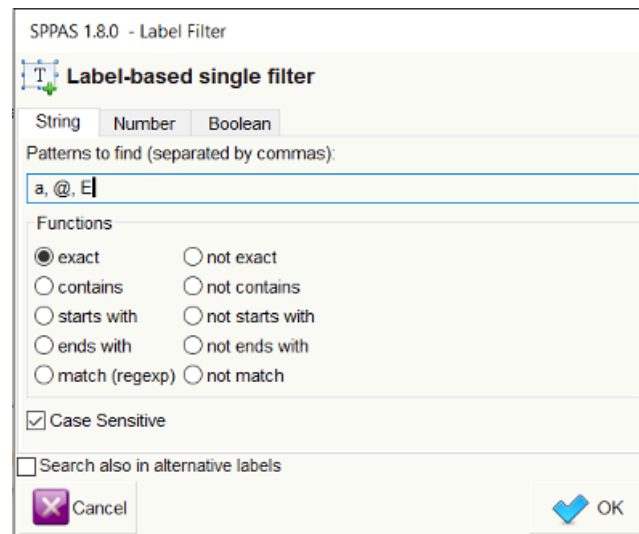 SPPAS 1.8.0 - Label Filter
T Label-based single filter
String Number Boolean
Patterns to find (separated by commas):
a, @, E
Functions
exact not exact
contains not contains
starts with not starts with
ends with not ends with
match (regexp) not match
Case Sensitive
Search also in alternative labels
Cancel OK